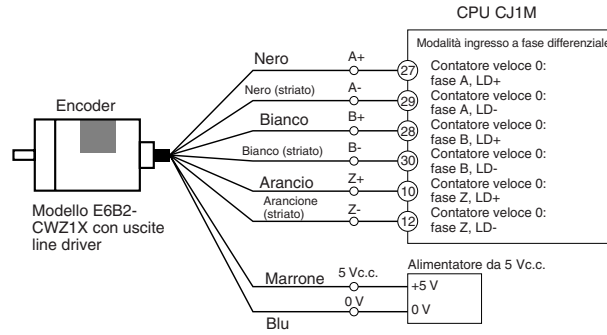 CPU CJ1M
Modalità ingresso a fase differenziale
Encoder
Modello E6B2-
CWZ1X con uscite
line driver
Nero A+ 27 Contatore veloce 0:
fase A, LD+
Nero (striato) A- 29 Contatore veloce 0:
fase A, LD-
Bianco B+ 28 Contatore veloce 0:
fase B, LD+
Bianco (striato) B- 30 Contatore veloce 0:
fase B, LD-
Arancio Z+ 10 Contatore veloce 0:
fase Z, LD+
Arancione
(striato) Z- 12 Contatore veloce 0:
fase Z, LD-
Alimentatore da 5 Vc.c.
Marrone 5 Vc.c. +5 V
Blu 0 V 0 V